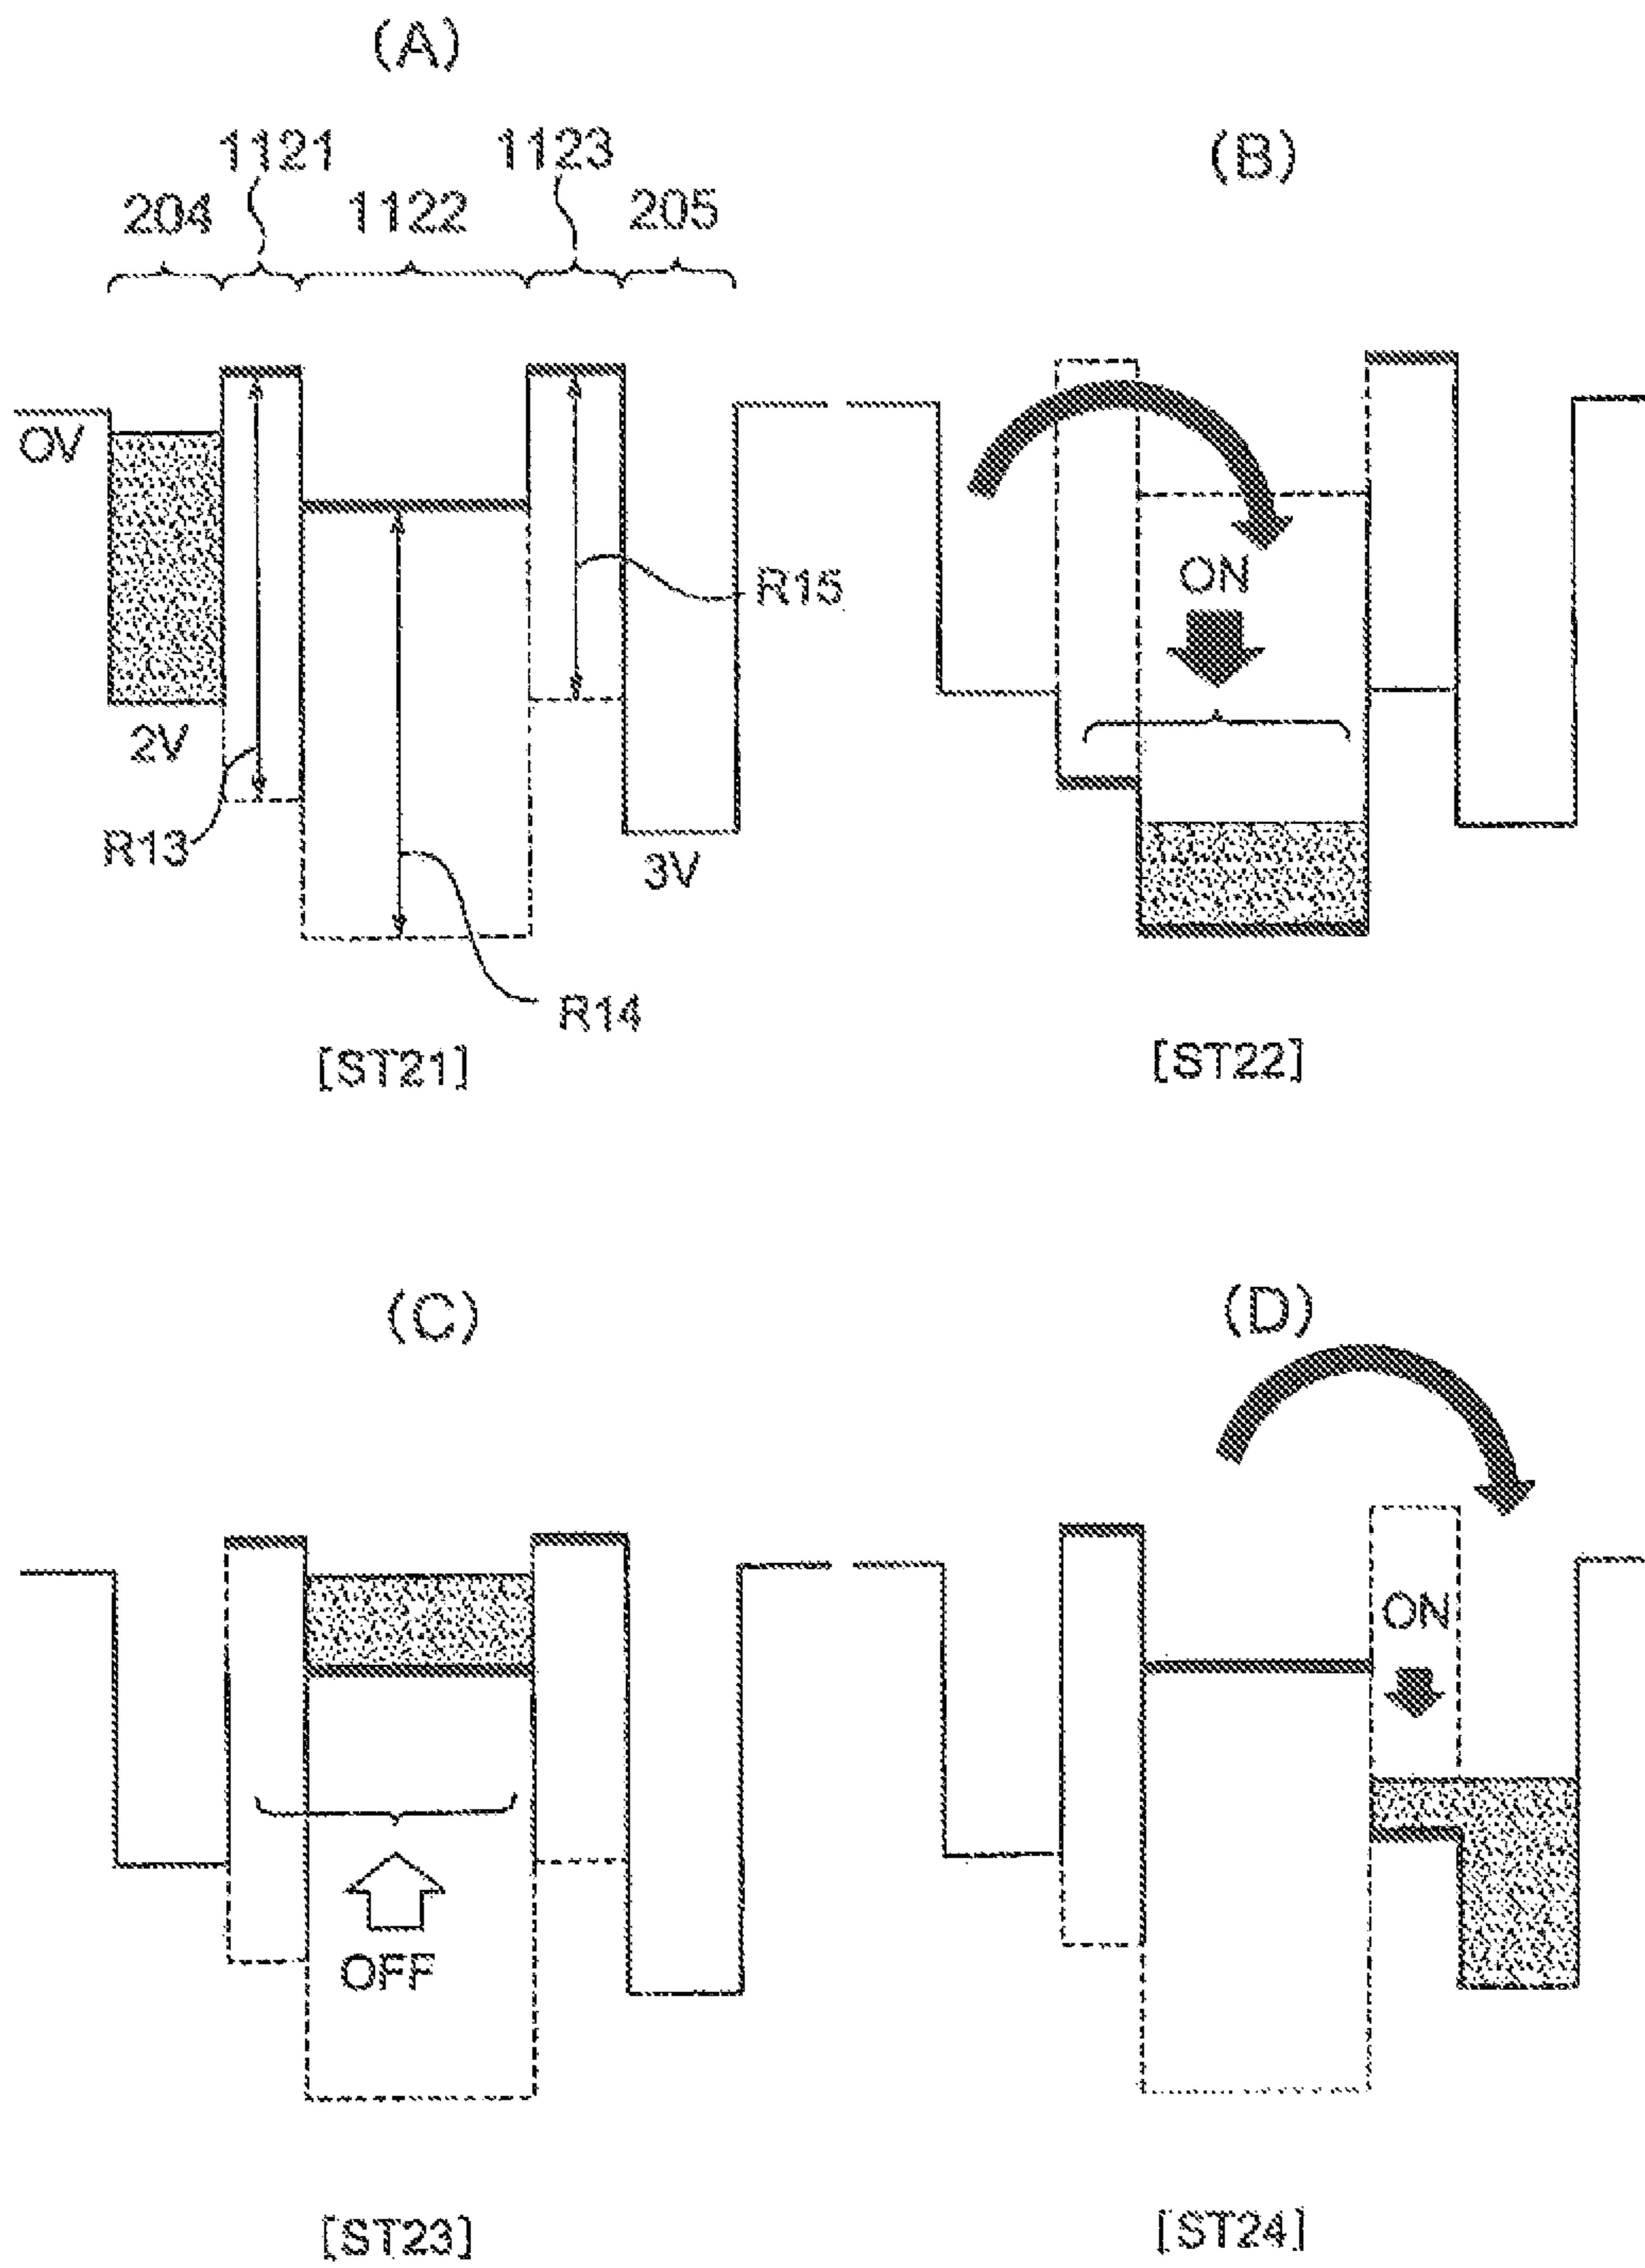 (A)
(B)
1121
1123
204
1122
205
0V
2V
R13
R15
3V
R14
ON
[ST21]
[ST22]
(C)
(D)
ON
OFF
[ST23]
[ST24]